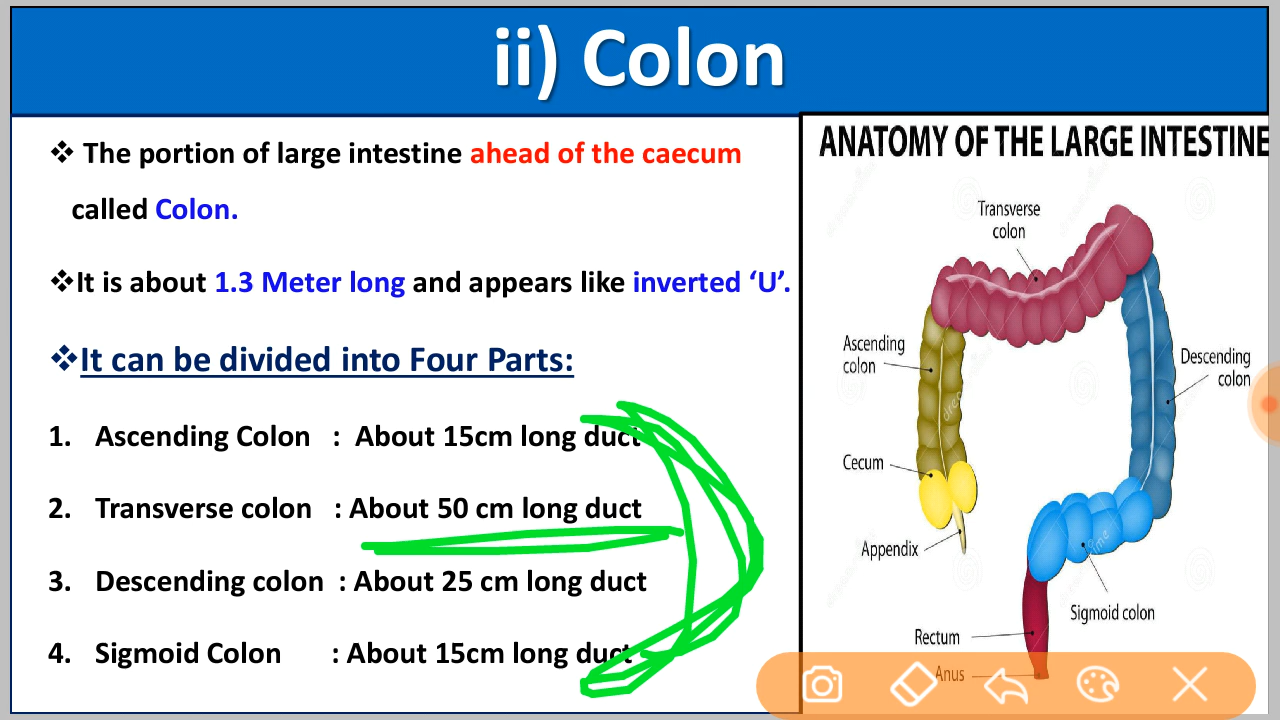 ii) Colon
❖ The portion of large intestine ahead of the caecum
called Colon.
❖It is about 1.3 Meter long and appears like inverted ‘U’.
❖It can be divided into Four Parts:
1. Ascending Colon : About 15cm long duct
2. Transverse colon : About 50 cm long duct
3. Descending colon : About 25 cm long duct
4. Sigmoid Colon : About 15cm long duct
ANATOMY OF THE LARGE INTESTINE
Transverse
colon
Ascending
colon
Descending
colon
Cecum
Appendix
Sigmoid colon
Rectum
Anus